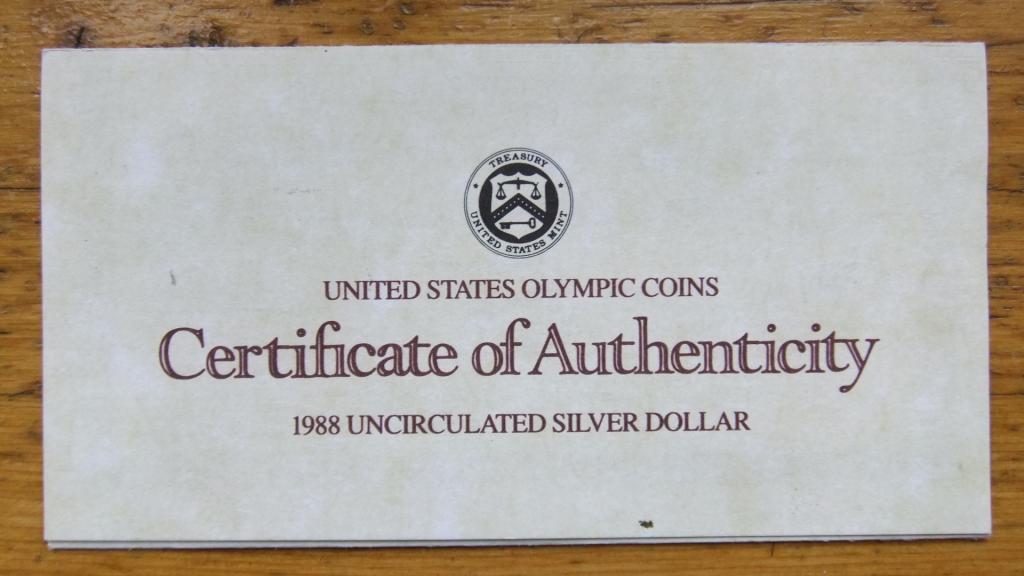 TREASURY
UNITED STATES MINT
UNITED STATES OLYMPIC COINS
Certificate of Authenticity
1988 UNCIRCULATED SILVER DOLLAR